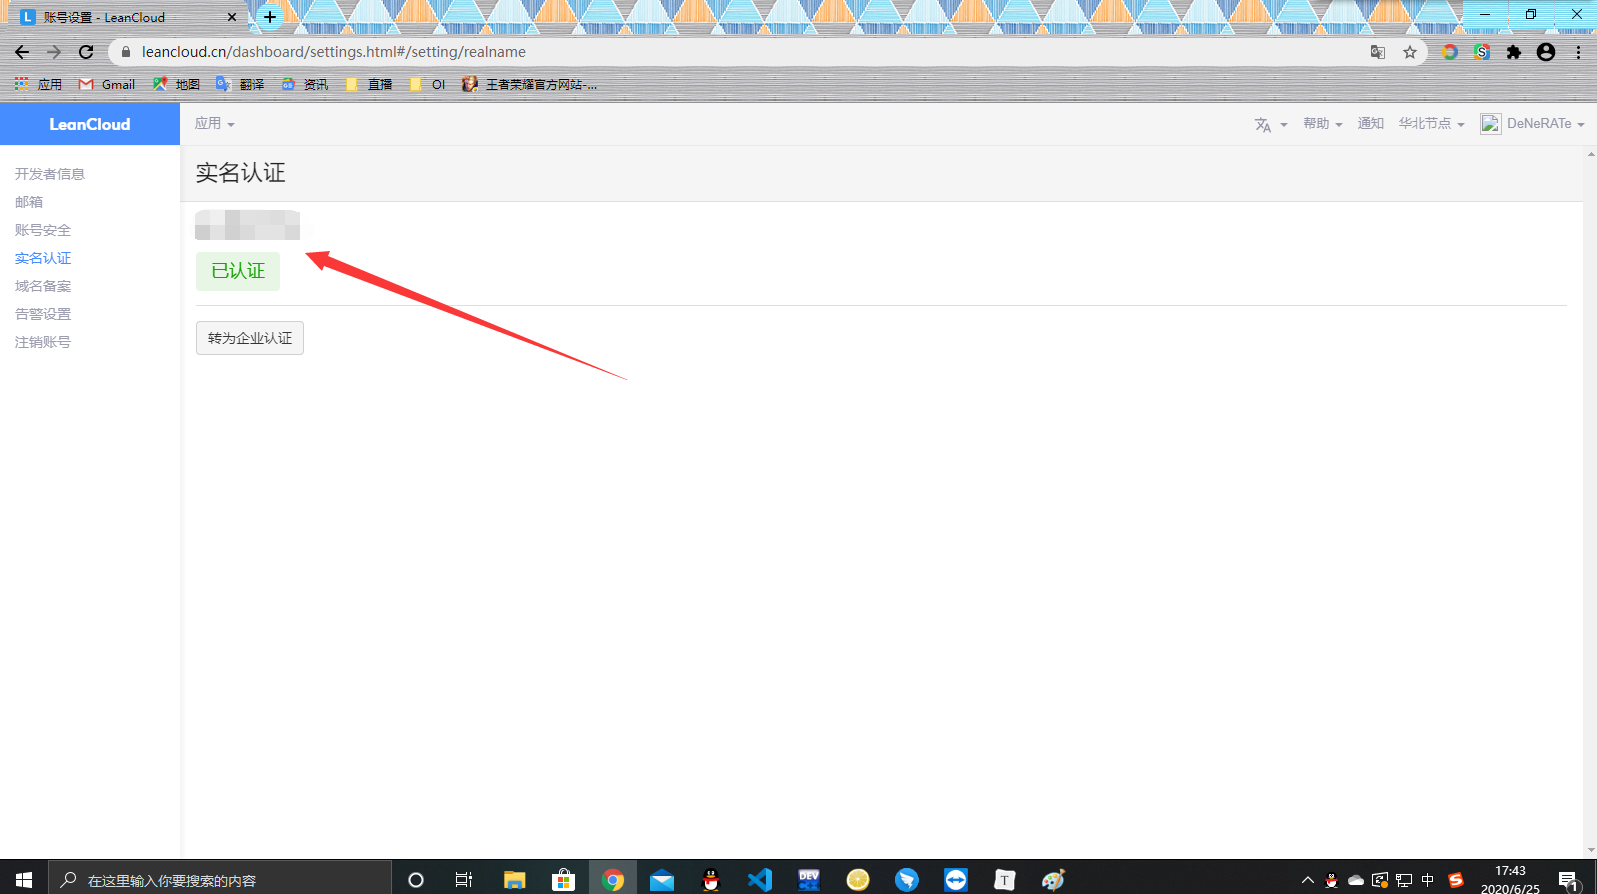 账号设置 - LeanCloud
leancloud.cn/dashboard/settings.html#/setting/realname
应用 Gmail 地图 翻译 资讯 直播 OI 王者荣耀官方网站-...
LeanCloud 应用 帮助 通知 华北节点 DeNeRATe
实名认证
开发者信息
邮箱
账号安全
实名认证
域名备案
告警设置
注销账号
已认证
转为企业认证
在这里输入你要搜索的内容
DEV
T
中
17:43
2020/6/25
1